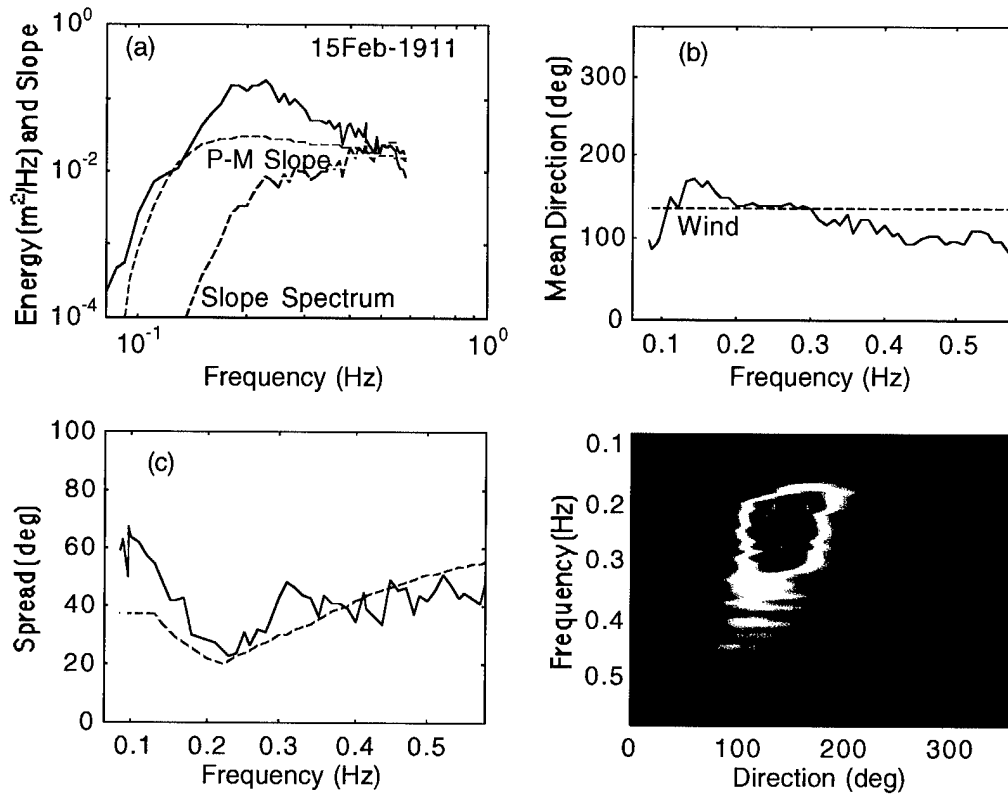 (a)
15Feb-1911
10^0
10^-2
10^-4
Energy (m^2/Hz) and Slope
P-M Slope
Slope Spectrum
10^-1
10^0
Frequency (Hz)
(b)
300
200
100
0
Mean Direction (deg)
Wind
0.1
0.2
0.3
0.4
0.5
Frequency (Hz)
(c)
100
80
60
40
20
0
Spread (deg)
0.1
0.2
0.3
0.4
0.5
Frequency (Hz)
0.1
0.2
0.3
0.4
0.5
Frequency (Hz)
0
100
200
300
Direction (deg)